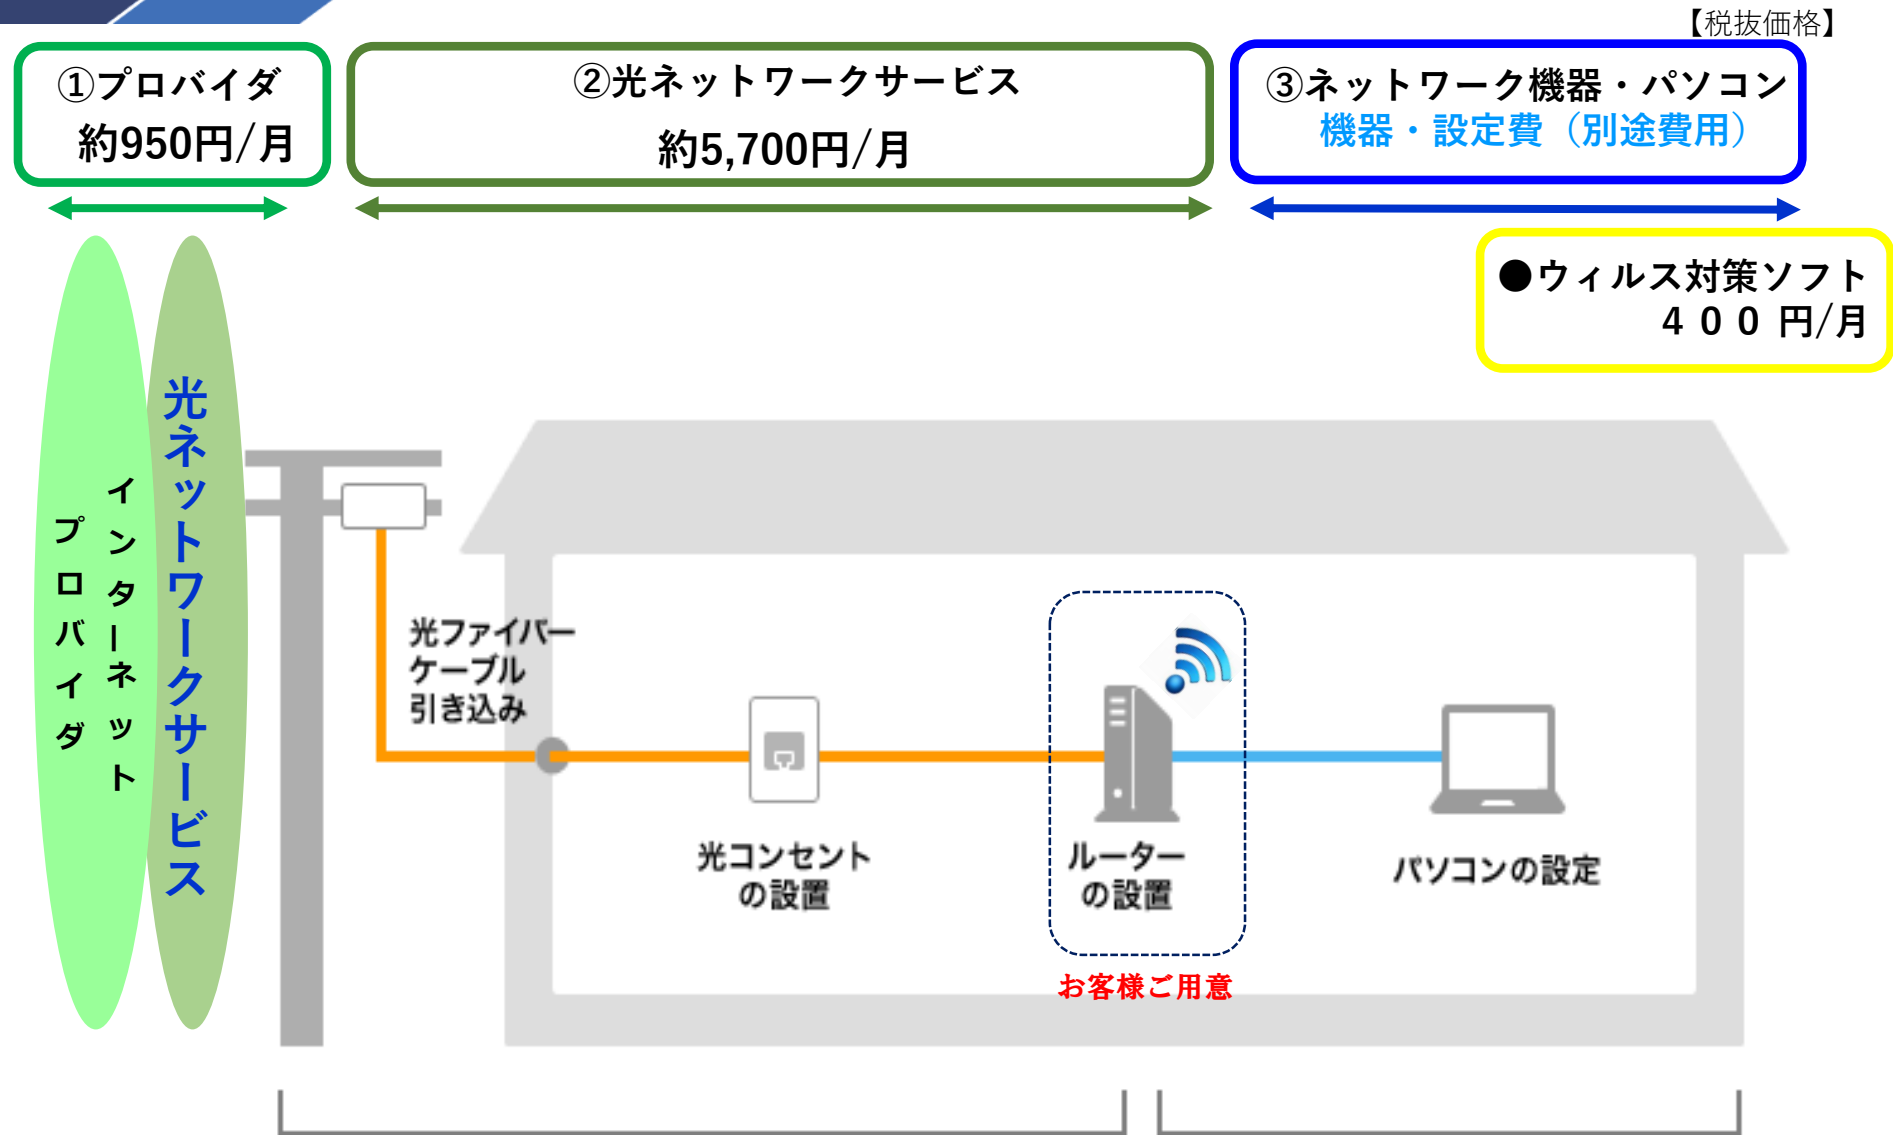 【税抜価格】
①プロバイダ
約950円/月
②光ネットワークサービス
約5,700円/月
③ネットワーク機器・パソコン
機器・設定費（別途費用）
●ウィルス対策ソフト
４００円/月
インターネット
プロバイダ
光ネットワークサービス
光ファイバー
ケーブル
引き込み
光コンセント
の設置
ルーター
の設置
パソコンの設定
お客様ご用意